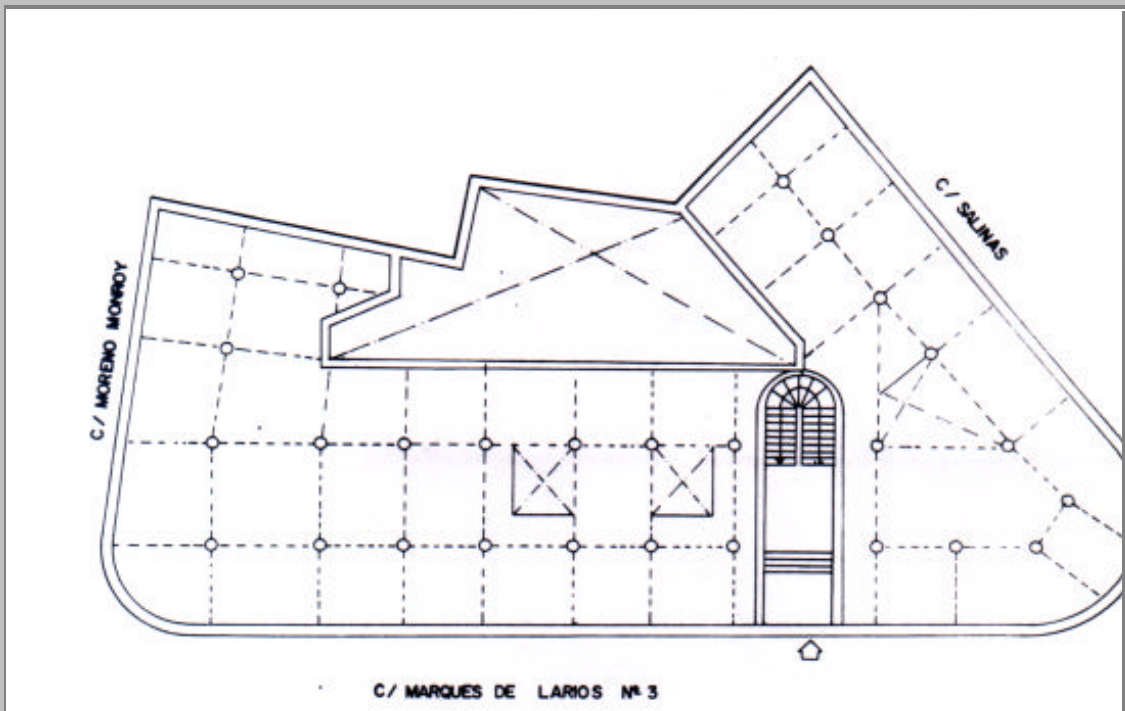 C/ MORENO MONROY
C/ SALINAS
C/ MARQUES DE LARIOS Nº 3